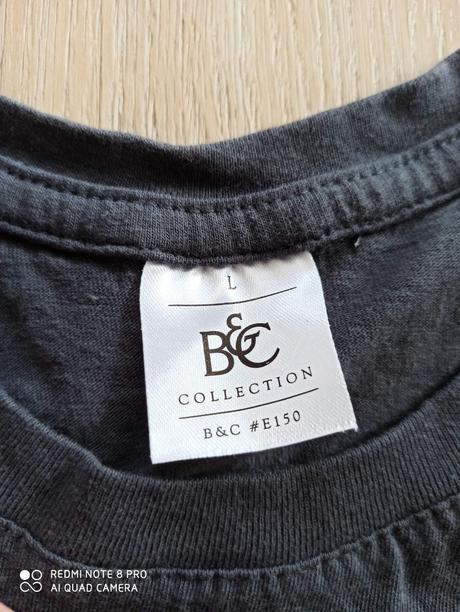 L
B&C
COLLECTION
B&C #E150
REDMI NOTE 8 PRO
AI QUAD CAMERA